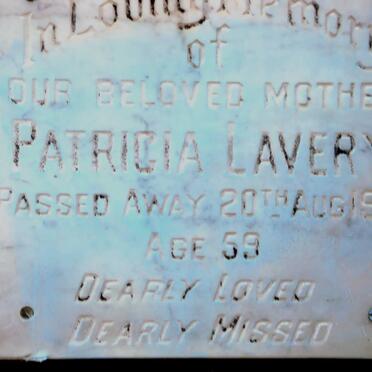 In Loving Memory
of
OUR BELOVED MOTHE
PATRICIA LAVERY
PASSED AWAY 20TH AUG 19
AGE 59
DEARLY LOVED
DEARLY MISSED